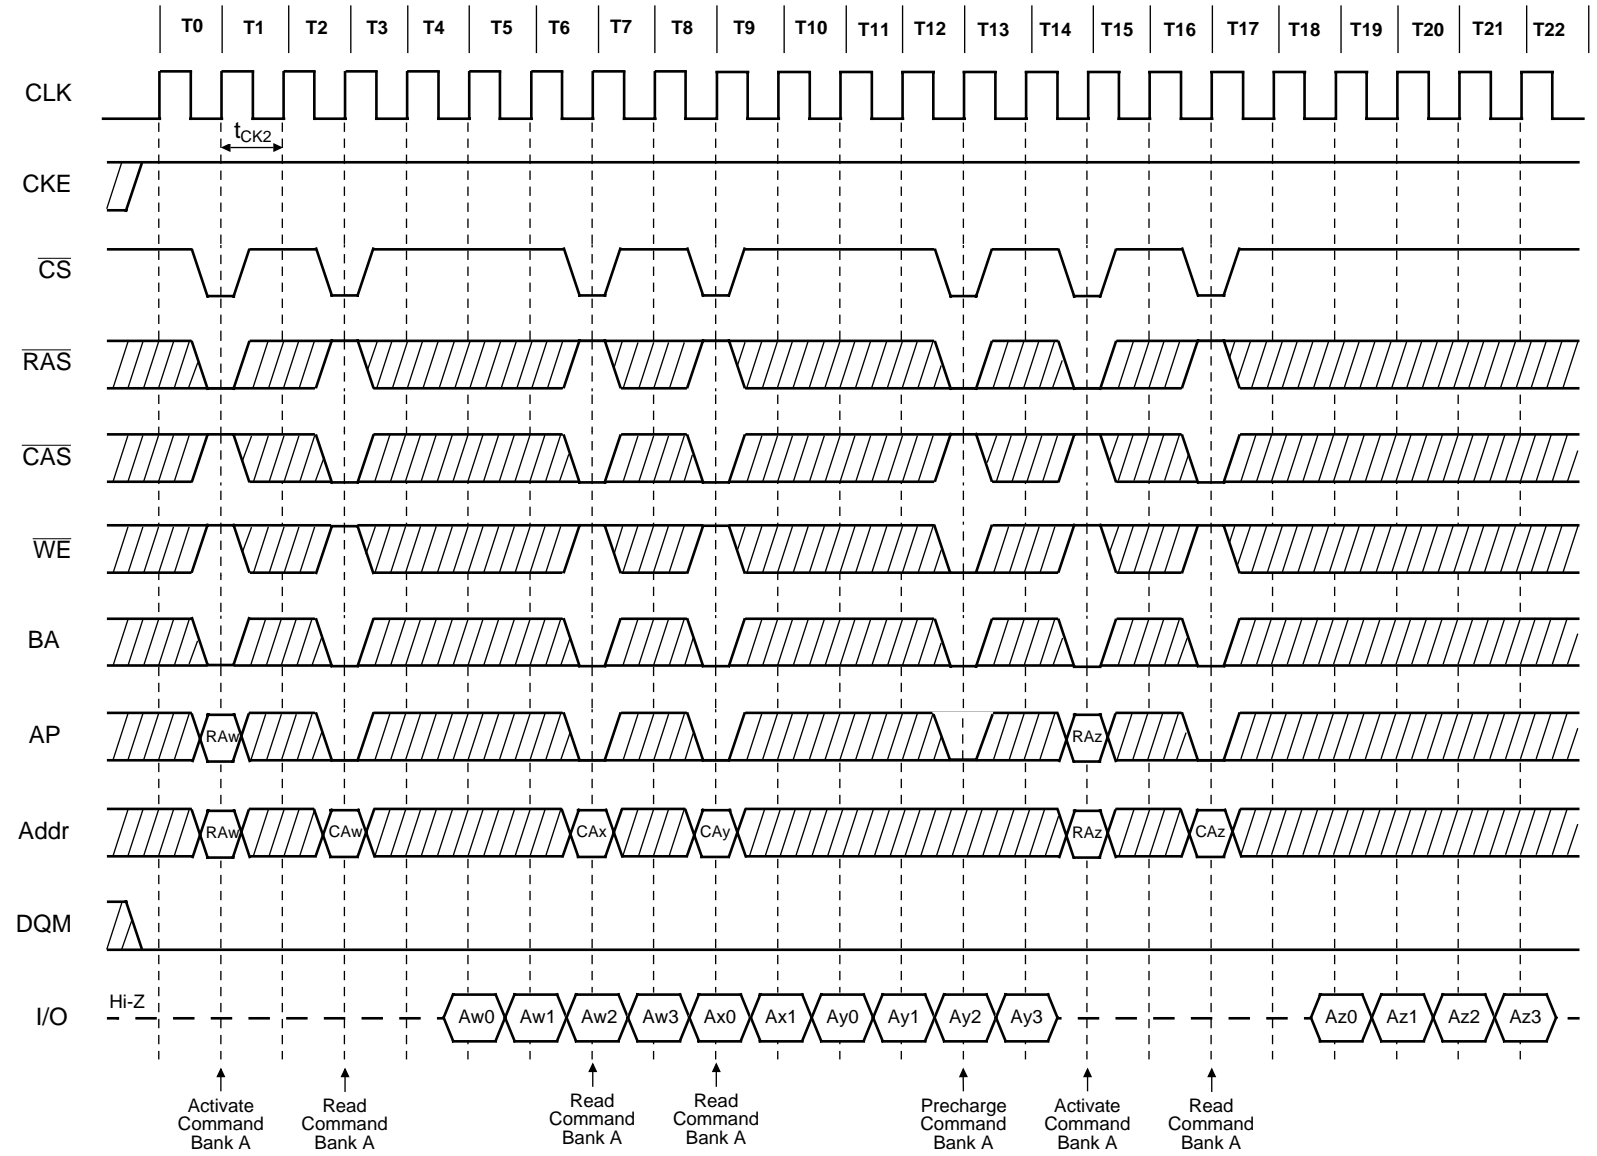 T0 T1 T2 T3 T4 T5 T6 T7 T8 T9 T10 T11 T12 T13 T14 T15 T16 T17 T18 T19 T20 T21 T22
CLK
tCK2
CKE
CS
RAS
CAS
WE
BA
AP RAw RAz
Addr RAw CAw CAx CAy RAz CAz
DQM
Hi-Z
I/O Aw0 Aw1 Aw2 Aw3 Ax0 Ax1 Ay0 Ay1 Ay2 Ay3 Az0 Az1 Az2 Az3
Activate
Command
Bank A
Read
Command
Bank A
Read
Command
Bank A
Read
Command
Bank A
Precharge
Command
Bank A
Activate
Command
Bank A
Read
Command
Bank A